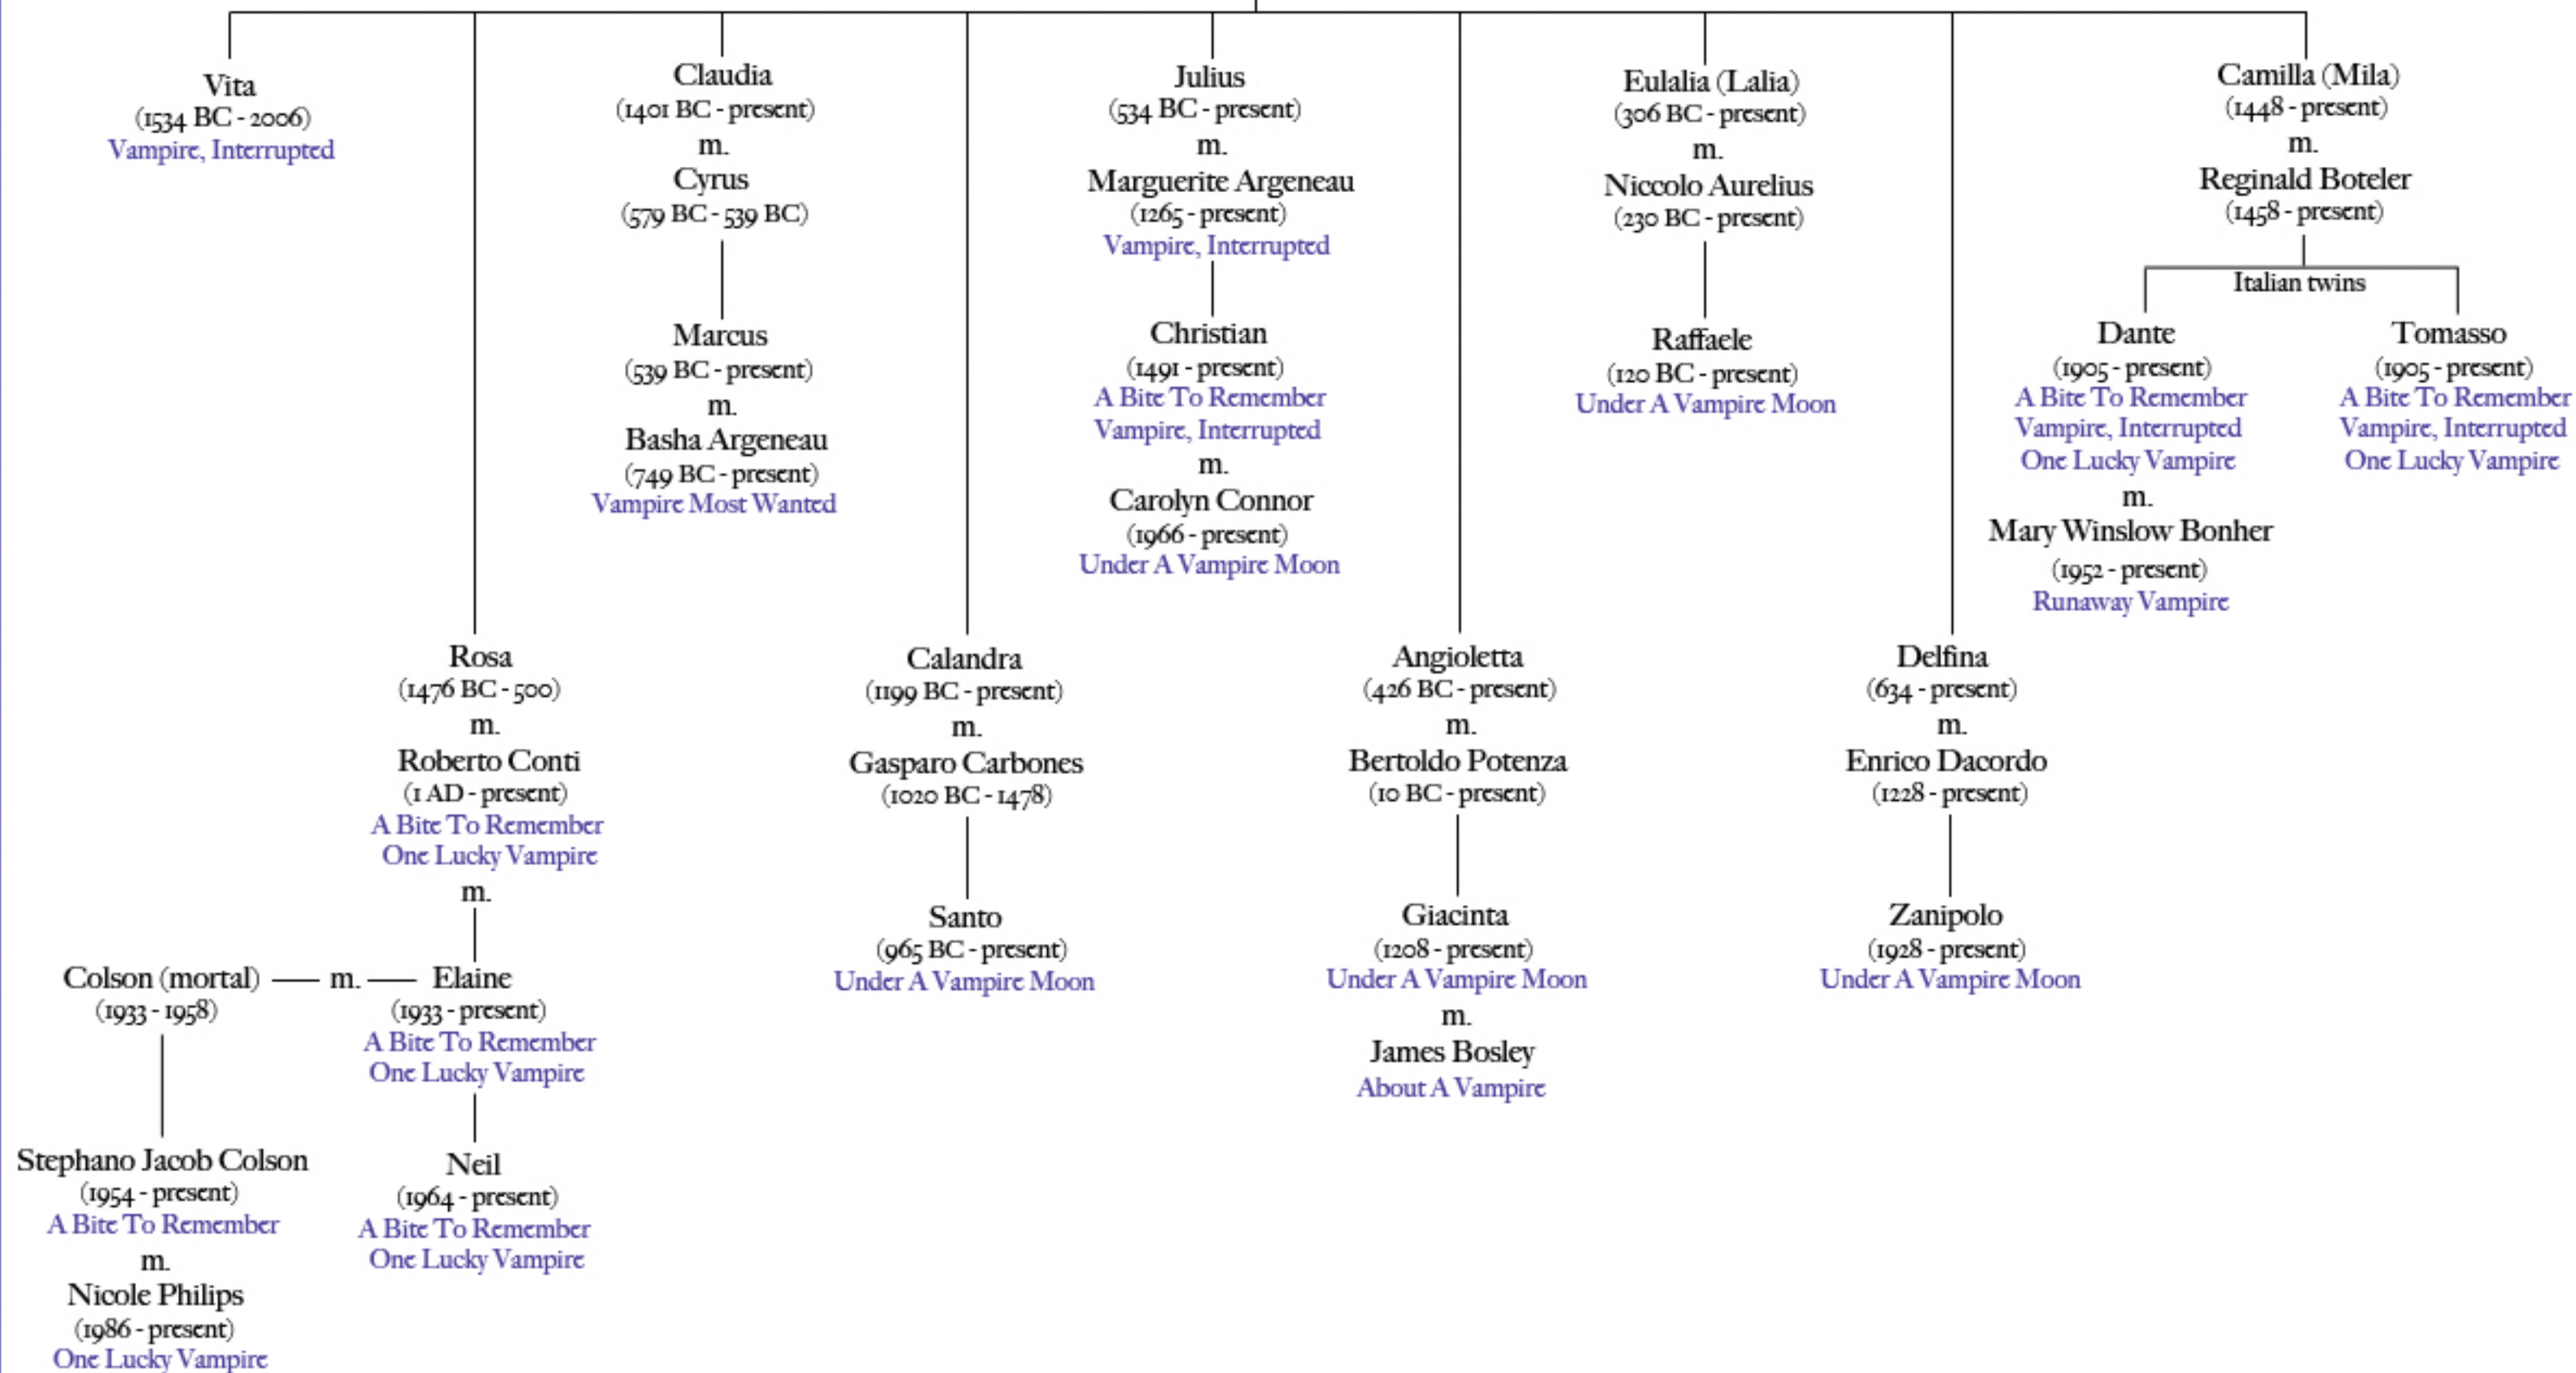 Vita
(1534 BC - 2006)
Vampire, Interrupted
Claudia
(1401 BC - present)
m.
Cyrus
(579 BC - 539 BC)
Marcus
(539 BC - present)
m.
Basha Argeneau
(749 BC - present)
Vampire Most Wanted
Julius
(534 BC - present)
m.
Marguerite Argeneau
(1265 - present)
Vampire, Interrupted
Christian
(1491 - present)
A Bite To Remember
Vampire, Interrupted
m.
Carolyn Connor
(1966 - present)
Under A Vampire Moon
Eulalia (Lalia)
(306 BC - present)
m.
Niccolo Aurelius
(230 BC - present)
Raffaele
(120 BC - present)
Under A Vampire Moon
Camilla (Mila)
(1448 - present)
m.
Reginald Boteler
(1458 - present)
Italian twins
Dante
(1905 - present)
A Bite To Remember
Vampire, Interrupted
One Lucky Vampire
m.
Mary Winslow Bonher
(1952 - present)
Runaway Vampire
Tomasso
(1905 - present)
A Bite To Remember
Vampire, Interrupted
One Lucky Vampire
Rosa
(1476 BC - 500)
m.
Roberto Conti
(1 AD - present)
A Bite To Remember
One Lucky Vampire
m.
Colson (mortal) m. Elaine
(1933 - 1958)
(1933 - present)
A Bite To Remember
One Lucky Vampire
Stephano Jacob Colson
(1954 - present)
A Bite To Remember
m.
Nicole Philips
(1986 - present)
One Lucky Vampire
Neil
(1964 - present)
A Bite To Remember
One Lucky Vampire
Calandra
(1199 BC - present)
m.
Gasparo Carbones
(1020 BC - 1478)
Santo
(965 BC - present)
Under A Vampire Moon
Angioletta
(426 BC - present)
m.
Bertoldo Potenza
(10 BC - present)
Giacinta
(1208 - present)
Under A Vampire Moon
m.
James Bosley
About A Vampire
Delfina
(634 - present)
m.
Enrico Dacordo
(1228 - present)
Zanipolo
(1928 - present)
Under A Vampire Moon